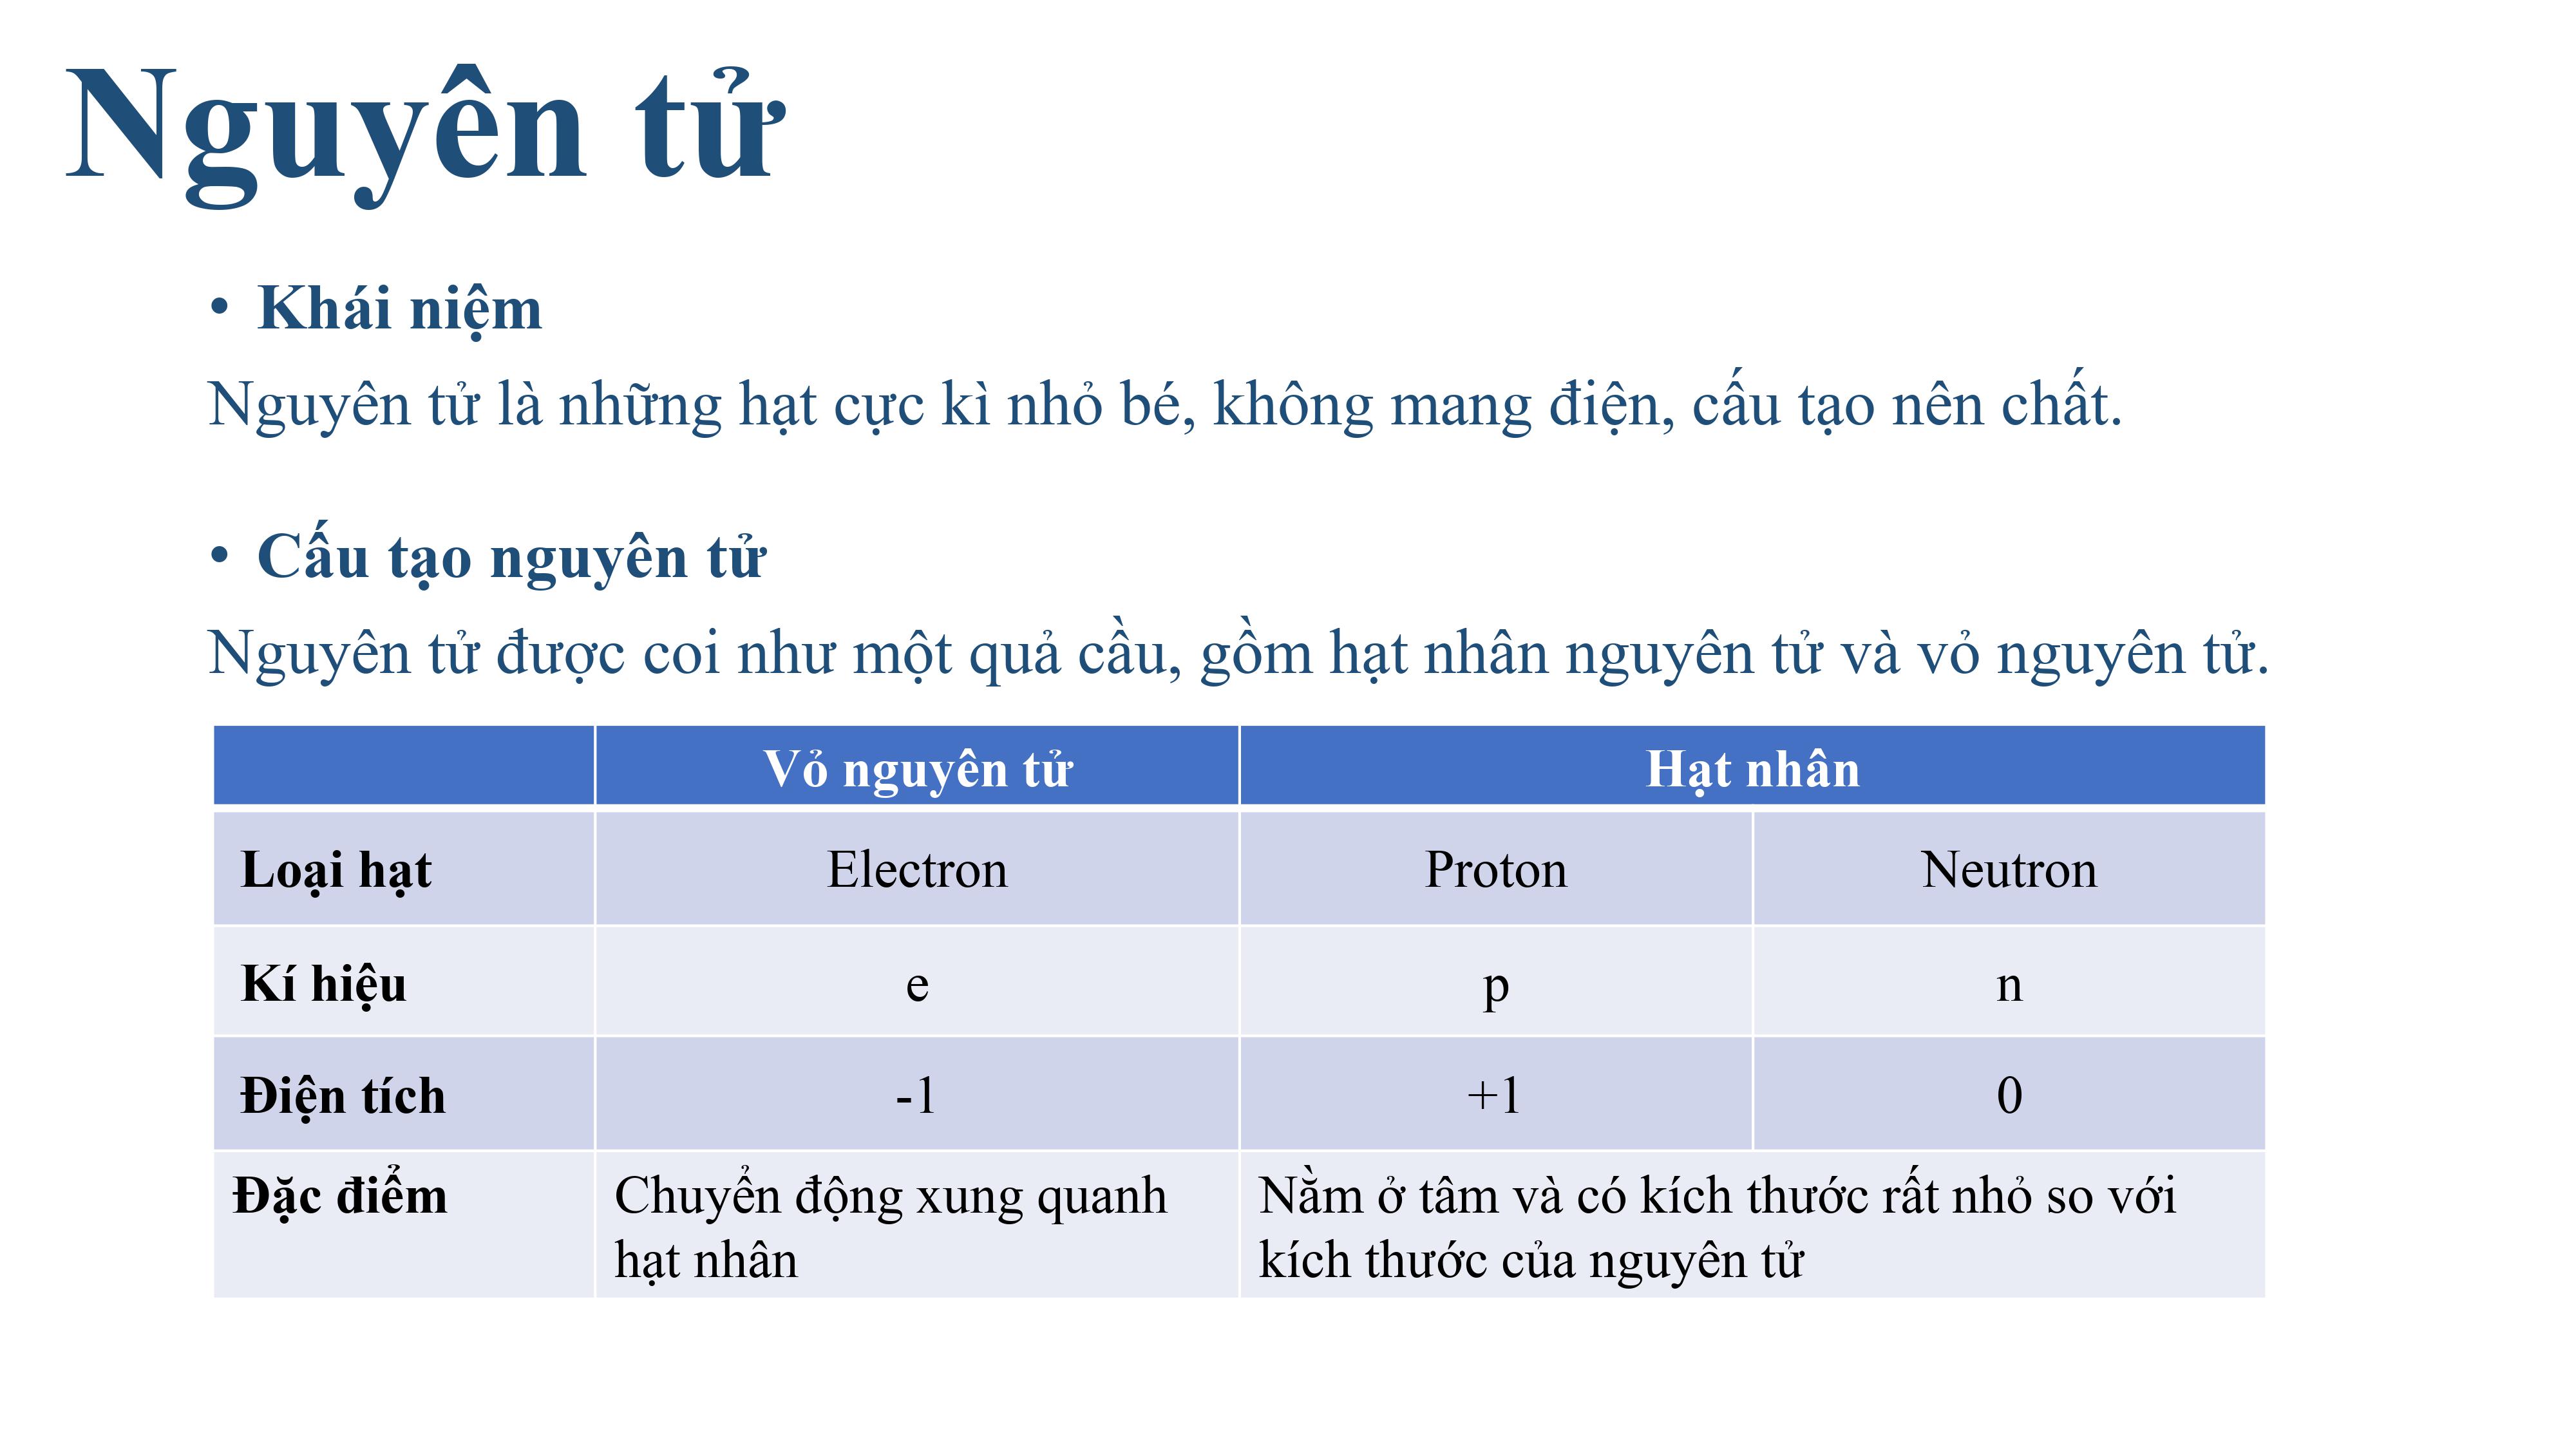 Nguyên tử
• Khái niệm
Nguyên tử là những hạt cực kì nhỏ bé, không mang điện, cấu tạo nên chất.
• Cấu tạo nguyên tử
Nguyên tử được coi như một quả cầu, gồm hạt nhân nguyên tử và vỏ nguyên tử.
Vỏ nguyên tử Hạt nhân
Loại hạt Electron Proton Neutron
Kí hiệu e p n
Điện tích -1 +1 0
Đặc điểm Chuyển động xung quanh hạt nhân Nằm ở tâm và có kích thước rất nhỏ so với kích thước của nguyên tử